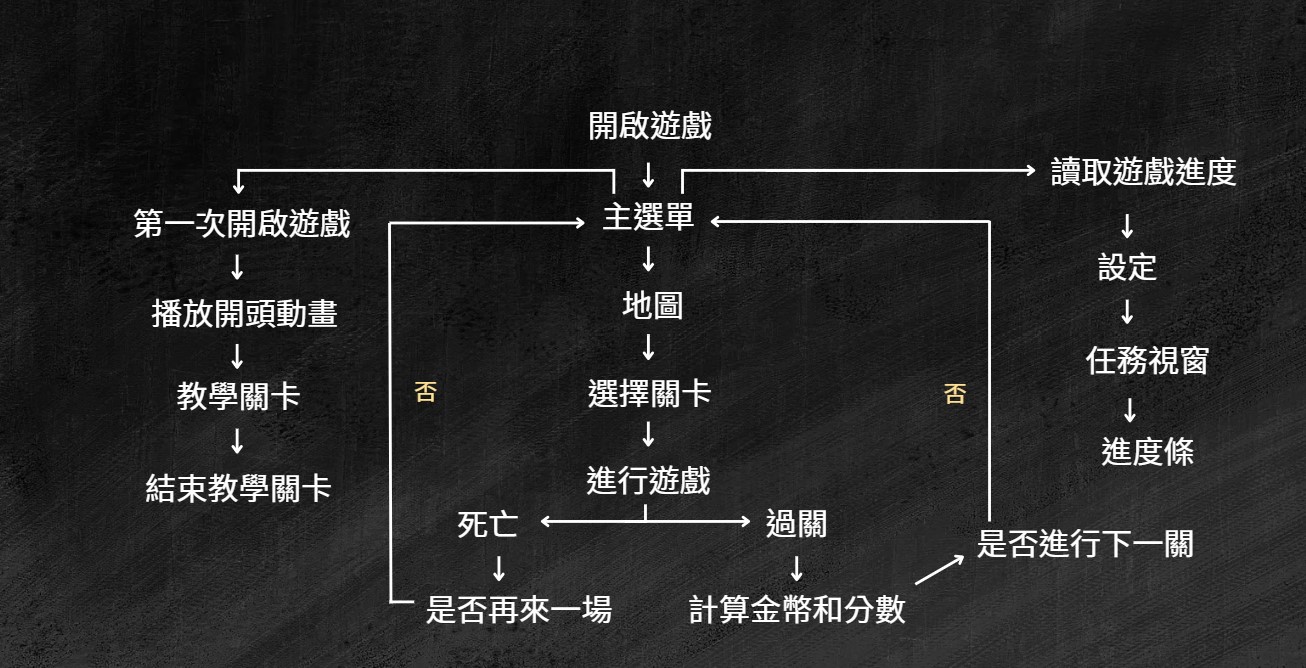 開啟遊戲
讀取遊戲進度
主選單
第一次開啟遊戲
設定
地圖
播放開頭動畫
任務視窗
否
否
選擇關卡
教學關卡
進度條
進行遊戲
結束教學關卡
死亡
過關
是否進行下一關
是否再來一場
計算金幣和分數